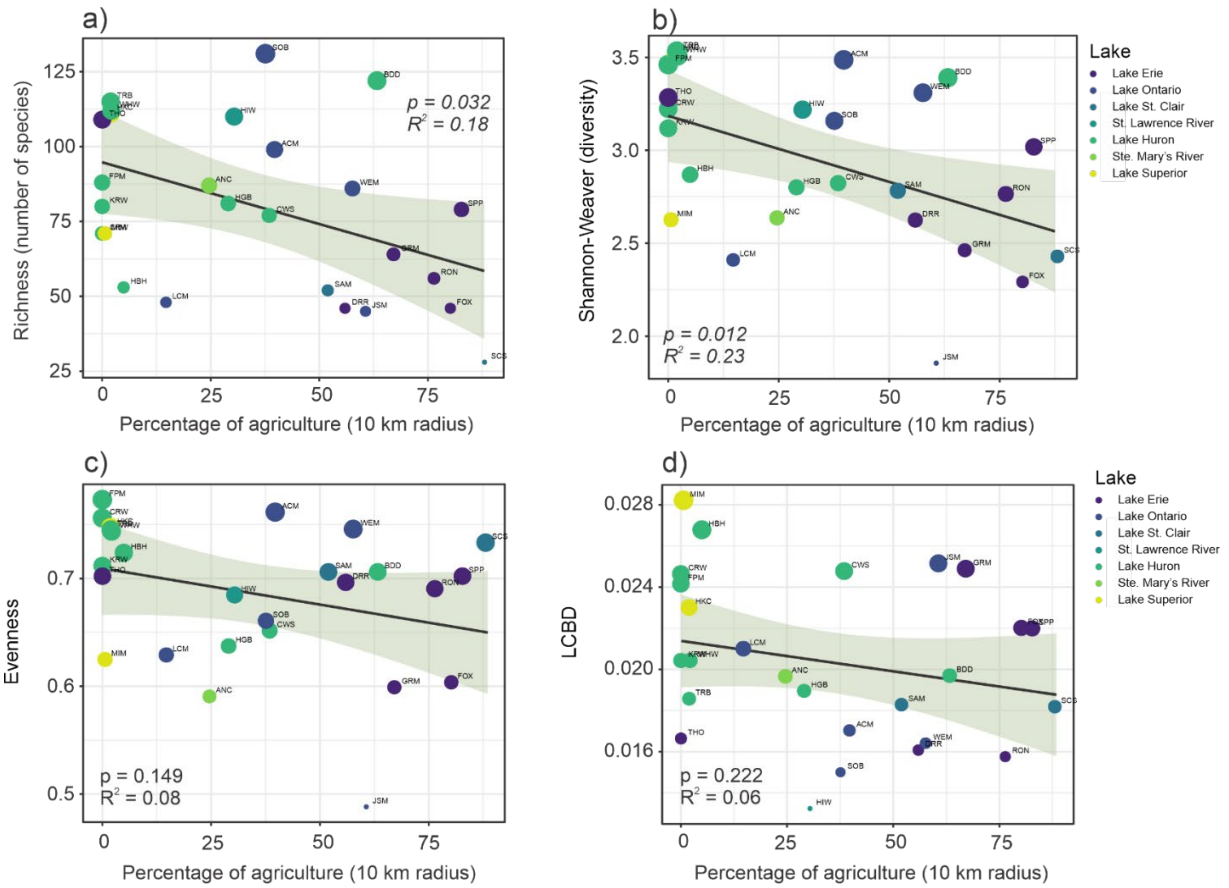 a)
Richness (number of species)
125
100
75
50
25
0
25
50
75
Percentage of agriculture (10 km radius)
p = 0.032
R² = 0.18
SOB
BDD
TRB
WHW
THO
HIW
ACM
FPM
ANC
WEM
KRW
HGB
CWS
SPP
GRM
HBH
LCM
SAM
DRR
JSM
RON
FOX
SCS
b)
Shannon-Weaver (diversity)
3.5
3.0
2.5
2.0
0
25
50
75
Percentage of agriculture (10 km radius)
p = 0.012
R² = 0.23
TRB
WHW
FPM
ACM
BDD
WEM
THO
CRW
HIW
SOB
KRW
SPP
HBH
HGB
CWS
SAM
RON
MIM
ANC
DRR
LCM
GRM
SCS
FOX
JSM
Lake
Lake Erie
Lake Ontario
Lake St. Clair
St. Lawrence River
Lake Huron
Ste. Mary's River
Lake Superior
c)
Evenness
0.7
0.6
0.5
0
25
50
75
Percentage of agriculture (10 km radius)
p = 0.149
R² = 0.08
FPM
CRW
HKC
WHW
HBH
KRW
THO
ACM
WEM
SCS
SAM
BDD
DRR
SPP
RON
HIW
SOB
CWS
HGB
LCM
MIM
ANC
GRM
FOX
JSM
d)
LCBD
0.028
0.024
0.020
0.016
0
25
50
75
Percentage of agriculture (10 km radius)
p = 0.222
R² = 0.06
MIM
HBH
CRW
FPM
CWS
JSM
GRM
HKC
FOX
SPP
LCM
KRW
WHW
ANC
BDD
HGB
TRB
SAM
SCS
THO
ACM
WEM
DRR
RON
SOB
HIW
Lake
Lake Erie
Lake Ontario
Lake St. Clair
St. Lawrence River
Lake Huron
Ste. Mary's River
Lake Superior